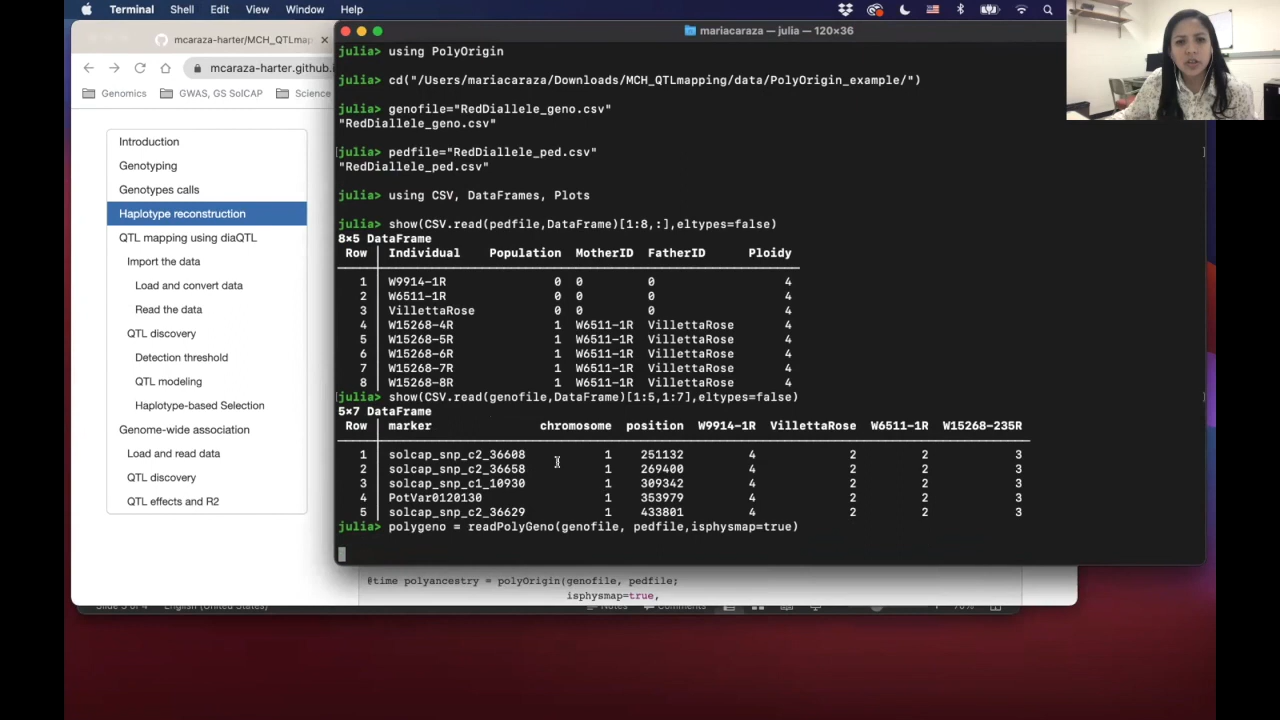 Terminal Shell Edit View Window Help
mariacaraza — julia — 120×36
mcaraza-harter/MCH_QTLmap
mcaraza-harter.github.i
Genomics GWAS, GS SolCAP Science
Introduction
Genotyping
Genotypes calls
Haplotype reconstruction
QTL mapping using diaQTL
Import the data
Load and convert data
Read the data
QTL discovery
Detection threshold
QTL modeling
Haplotype-based Selection
Genome-wide association
Load and read data
QTL discovery
QTL effects and R2
julia> using PolyOrigin
julia> cd("/Users/mariacaraza/Downloads/MCH_QTLmapping/data/PolyOrigin_example/")
julia> genofile="RedDiallele_geno.csv"
"RedDiallele_geno.csv"
julia> pedfile="RedDiallele_ped.csv"
"RedDiallele_ped.csv"
julia> using CSV, DataFrames, Plots
julia> show(CSV.read(pedfile,DataFrame)[1:8,:],eltypes=false)
8×5 DataFrame
Row Individual Population MotherID FatherID Ploidy
1 W9914-1R 0 0 0 4
2 W6511-1R 0 0 0 4
3 VillettaRose 0 0 0 4
4 W15268-4R 1 W6511-1R VillettaRose 4
5 W15268-5R 1 W6511-1R VillettaRose 4
6 W15268-6R 1 W6511-1R VillettaRose 4
7 W15268-7R 1 W6511-1R VillettaRose 4
8 W15268-8R 1 W6511-1R VillettaRose 4
julia> show(CSV.read(genofile,DataFrame)[1:5,1:7],eltypes=false)
5×7 DataFrame
Row marker chromosome position W9914-1R VillettaRose W6511-1R W15268-235R
1 solcap_snp_c2_36608 1 251132 4 2 2 3
2 solcap_snp_c2_36658 1 269400 4 2 2 3
3 solcap_snp_c1_10930 1 309342 4 2 2 3
4 PotVar0120130 1 353979 4 2 2 3
5 solcap_snp_c2_36629 1 433801 4 2 2 3
julia> polygeno = readPolyGeno(genofile, pedfile,isphysmap=true)
@time polyancestry = polyOrigin(genofile, pedfile;
isphysmap=true,
Slide 3 of 4 English (United States) Notes Comments